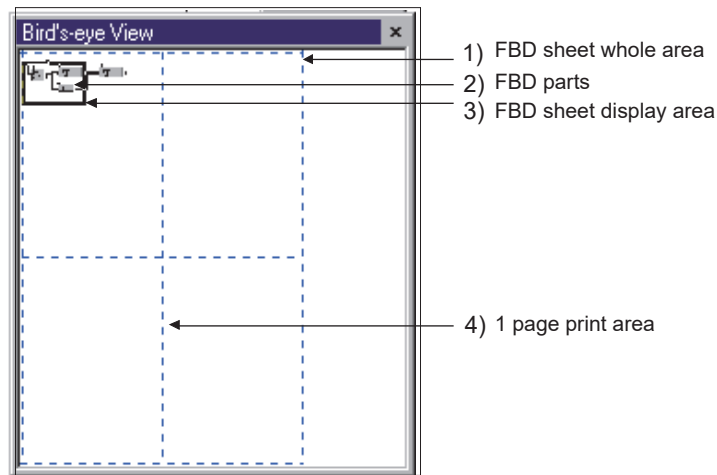 Bird's-eye View
1) FBD sheet whole area
2) FBD parts
3) FBD sheet display area
4) 1 page print area